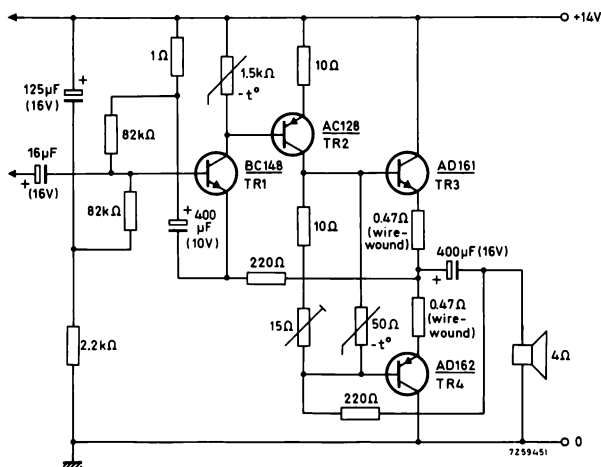 +14V
1Ω
1.5kΩ
-t°
10Ω
125µF
(16V)
+
82kΩ
AC128
TR2
16µF
+
(16V)
BC148
TR1
AD161
TR3
82kΩ
+
400
µF
(10V)
10Ω
0.47Ω
(wire-
wound)
400µF(16V)
+
220Ω
0.47Ω
(wire-
wound)
15Ω
50Ω
-t°
2.2kΩ
AD162
TR4
4Ω
220Ω
0
7Z59451